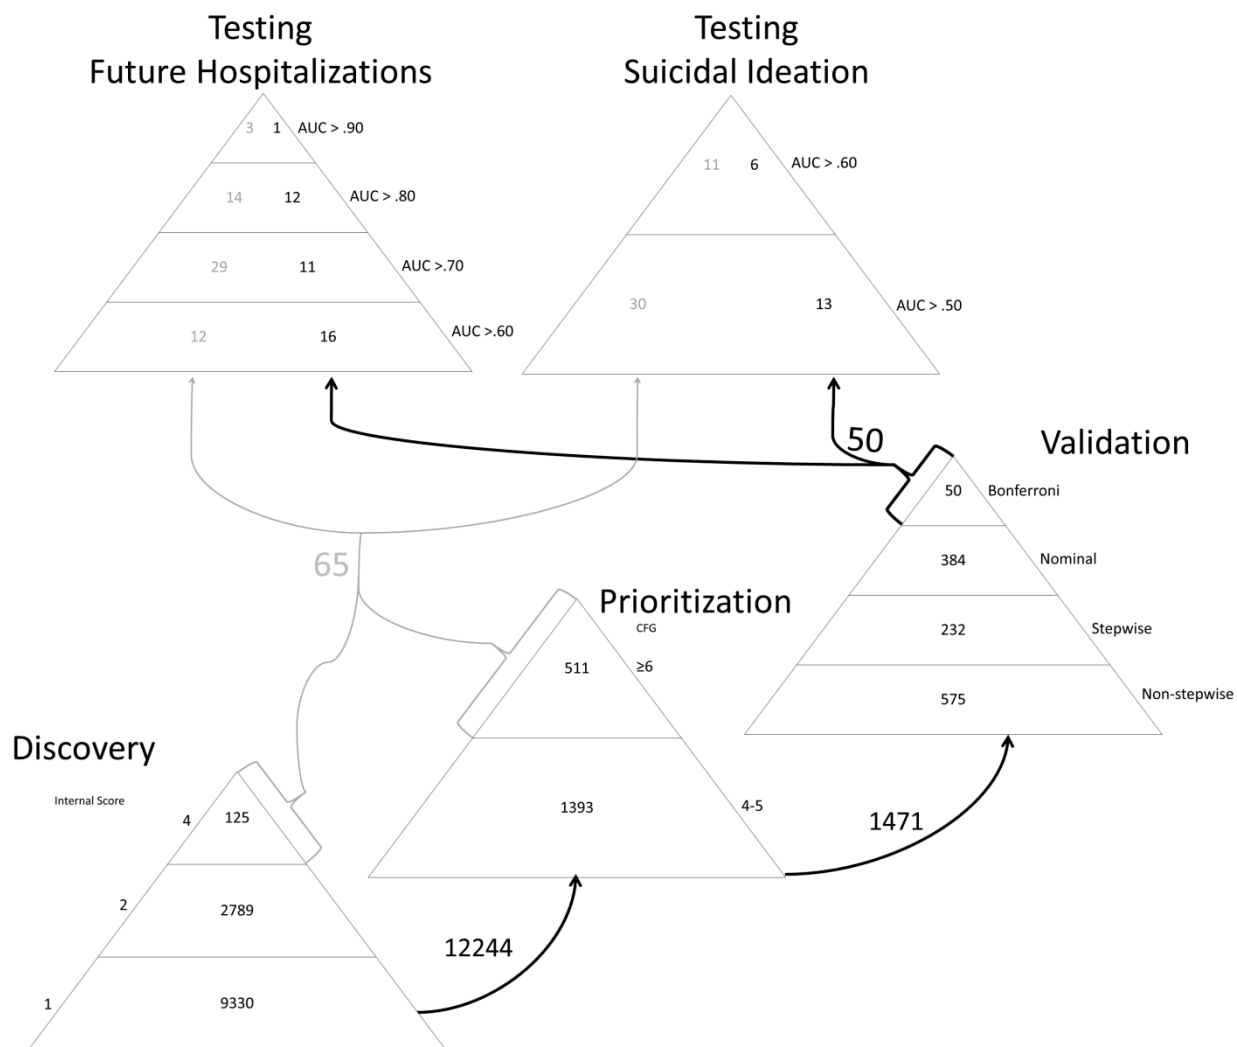 Testing
Future Hospitalizations
3 1 AUC > .90
14 12 AUC > .80
29 11 AUC >.70
12 16 AUC >.60
Testing
Suicidal Ideation
11 6 AUC > .60
30 13 AUC > .50
50
Validation
50 Bonferroni
384 Nominal
232 Stepwise
575 Non-stepwise
65
Prioritization
CFG
511 ≥6
1393 4-5
1471
Discovery
Internal Score
4 125
2 2789
1 9330
12244